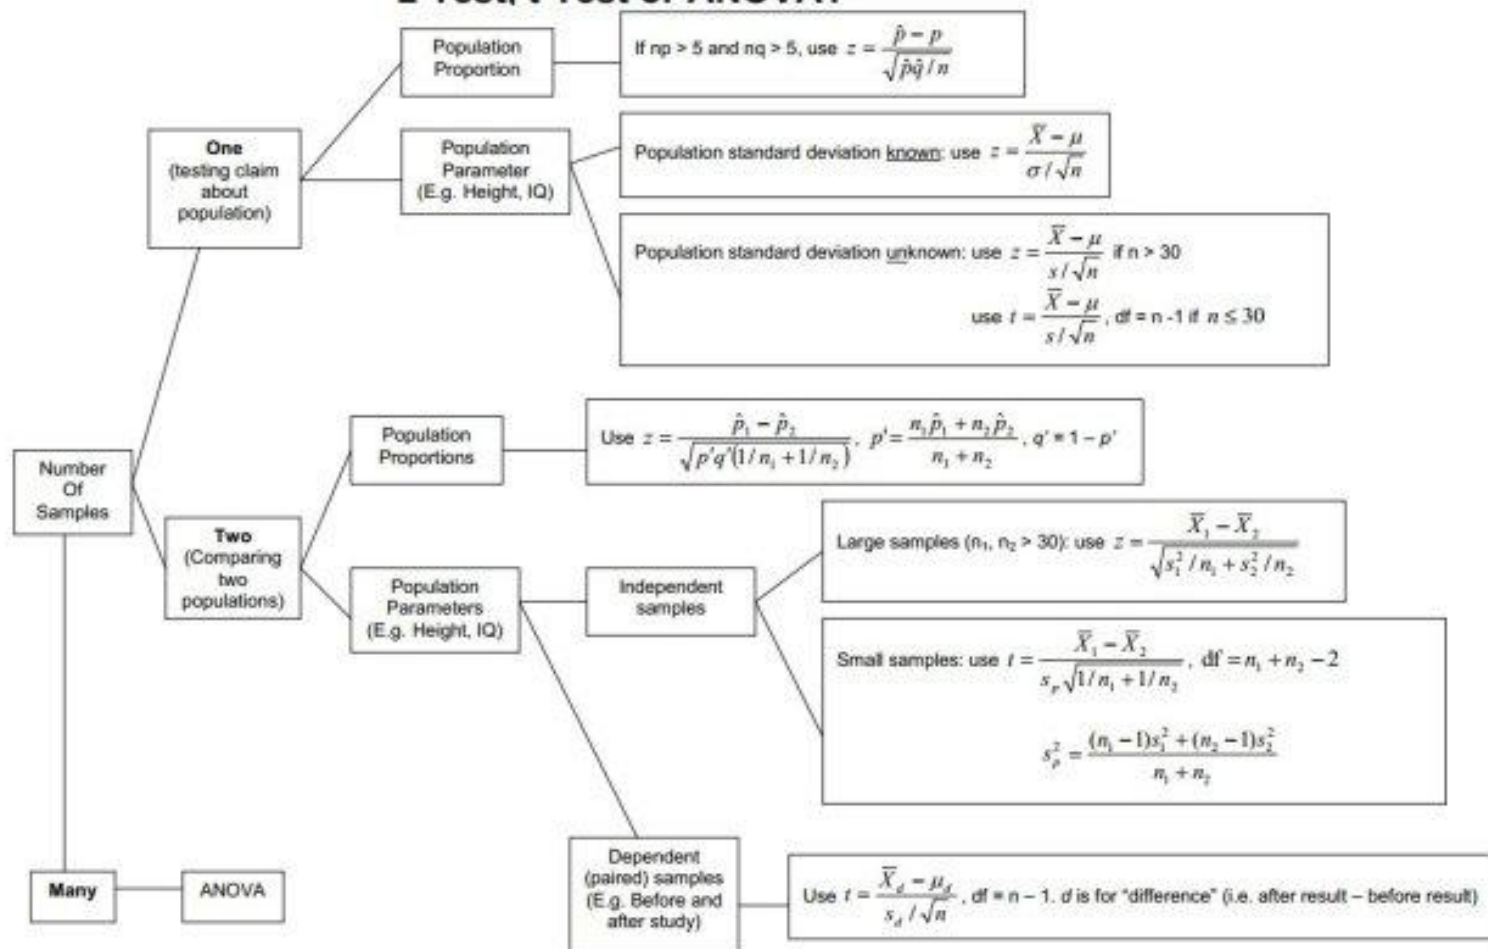 Population
Proportion
If np > 5 and nq > 5, use z = (p̂ − p) / √(p̂q̂ / n)
One
(testing claim
about
population)
Population
Parameter
(E.g. Height, IQ)
Population standard deviation known: use z = (X̄ − μ) / (σ / √n)
Population standard deviation unknown: use z = (X̄ − μ) / (s / √n) if n > 30
use t = (X̄ − μ) / (s / √n) , df = n -1 if n ≤ 30
Number
Of
Samples
Population
Proportions
Use z = (p̂₁ − p̂₂) / √(p'q'(1/n₁ + 1/n₂)) , p' = (n₁p̂₁ + n₂p̂₂) / (n₁ + n₂) , q' = 1 – p'
Two
(Comparing
two
populations)
Population
Parameters
(E.g. Height, IQ)
Independent
samples
Large samples (n₁, n₂ > 30): use z = (X̄₁ − X̄₂) / √(s₁² / n₁ + s₂² / n₂)
Small samples: use t = (X̄₁ − X̄₂) / (sₚ √(1/n₁ + 1/n₂)) , df = n₁ + n₂ − 2
sₚ² = ((n₁ − 1)s₁² + (n₂ − 1)s₂²) / (n₁ + n₂)
Dependent
(paired) samples
(E.g. Before and
after study)
Use t = (X̄d − μd) / (sd / √n) , df = n – 1. d is for “difference” (i.e. after result – before result)
Many
ANOVA